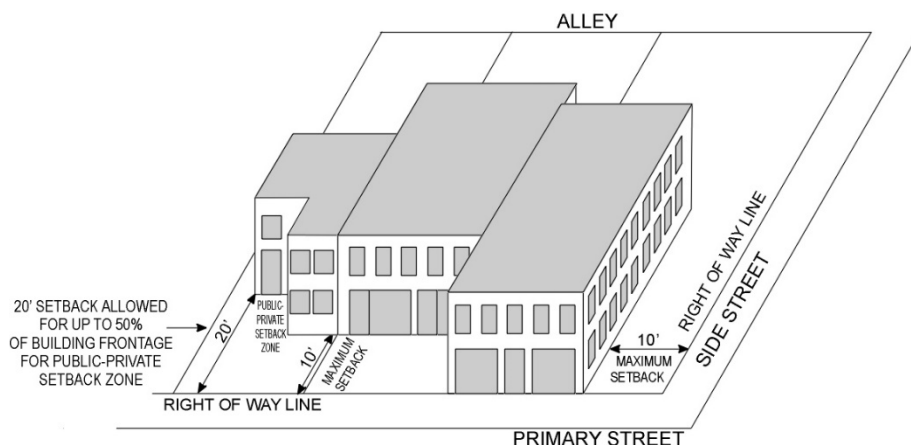 ALLEY
20' SETBACK ALLOWED
FOR UP TO 50%
OF BUILDING FRONTAGE
FOR PUBLIC-PRIVATE
SETBACK ZONE
20'
PUBLIC-
PRIVATE
SETBACK
ZONE
10'
MAXIMUM
SETBACK
10'
MAXIMUM
SETBACK
RIGHT OF WAY LINE
SIDE STREET
RIGHT OF WAY LINE
PRIMARY STREET